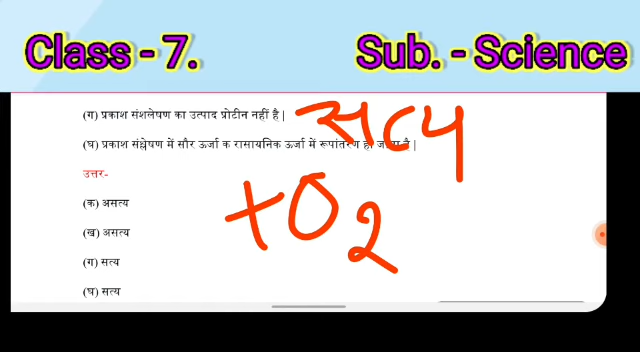 Class - 7. Sub. - Science
(ग) प्रकाश संशलेषण का उत्पाद प्रोटीन नहीं है|
सत्य
(घ) प्रकाश संश्लेषण में सौर ऊर्जा क रासायनिक ऊर्जा में रूपांतरण हो जाता है|
उत्तर-
+O2
(क) असत्य
(ख) असत्य
(ग) सत्य
(घ) सत्य